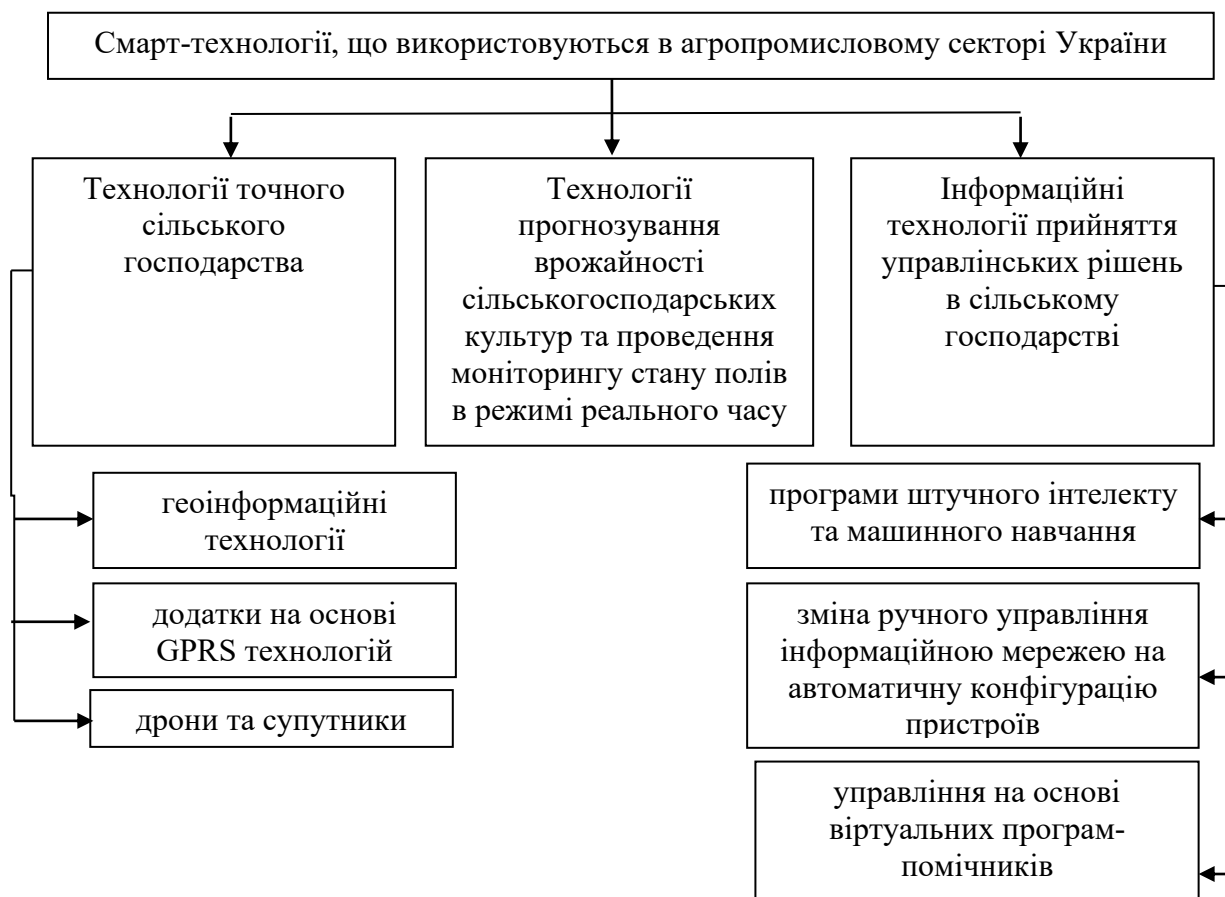 Смарт-технології, що використовуються в агропромисловому секторі України
Технології точного
сільського
господарства
Технології
прогнозування
врожайності
сільськогосподарських
культур та проведення
моніторингу стану полів
в режимі реального часу
Інформаційні
технології прийняття
управлінських рішень
в сільському
господарстві
геоінформаційні
технології
додатки на основі
GPRS технологій
дрони та супутники
програми штучного інтелекту
та машинного навчання
зміна ручного управління
інформаційною мережею на
автоматичну конфігурацію
пристроїв
управління на основі
віртуальних програм-
помічників